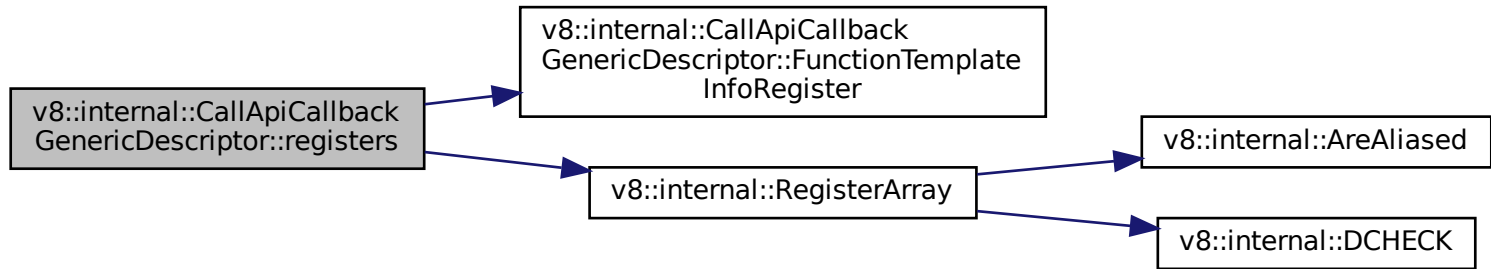 v8::internal::CallApiCallback
GenericDescriptor::registers
v8::internal::CallApiCallback
GenericDescriptor::FunctionTemplate
InfoRegister
v8::internal::RegisterArray
v8::internal::AreAliased
v8::internal::DCHECK